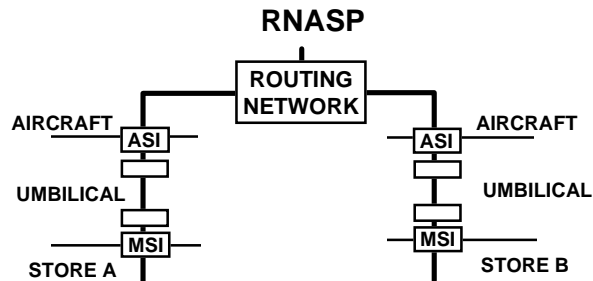 RNASP
ROUTING
NETWORK
AIRCRAFT
ASI
ASI
AIRCRAFT
UMBILICAL
UMBILICAL
MSI
MSI
STORE A
STORE B